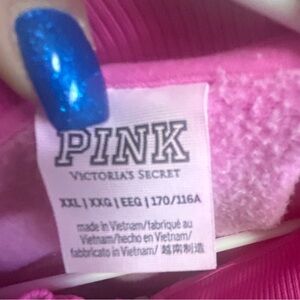 PINK
VICTORIA'S SECRET
XXL | XXG | EEG | 170/116A
made in Vietnam/fabriqué au
Vietnam/hecho en Vietnam/
fabbricato in Vietnam/ 越南制造